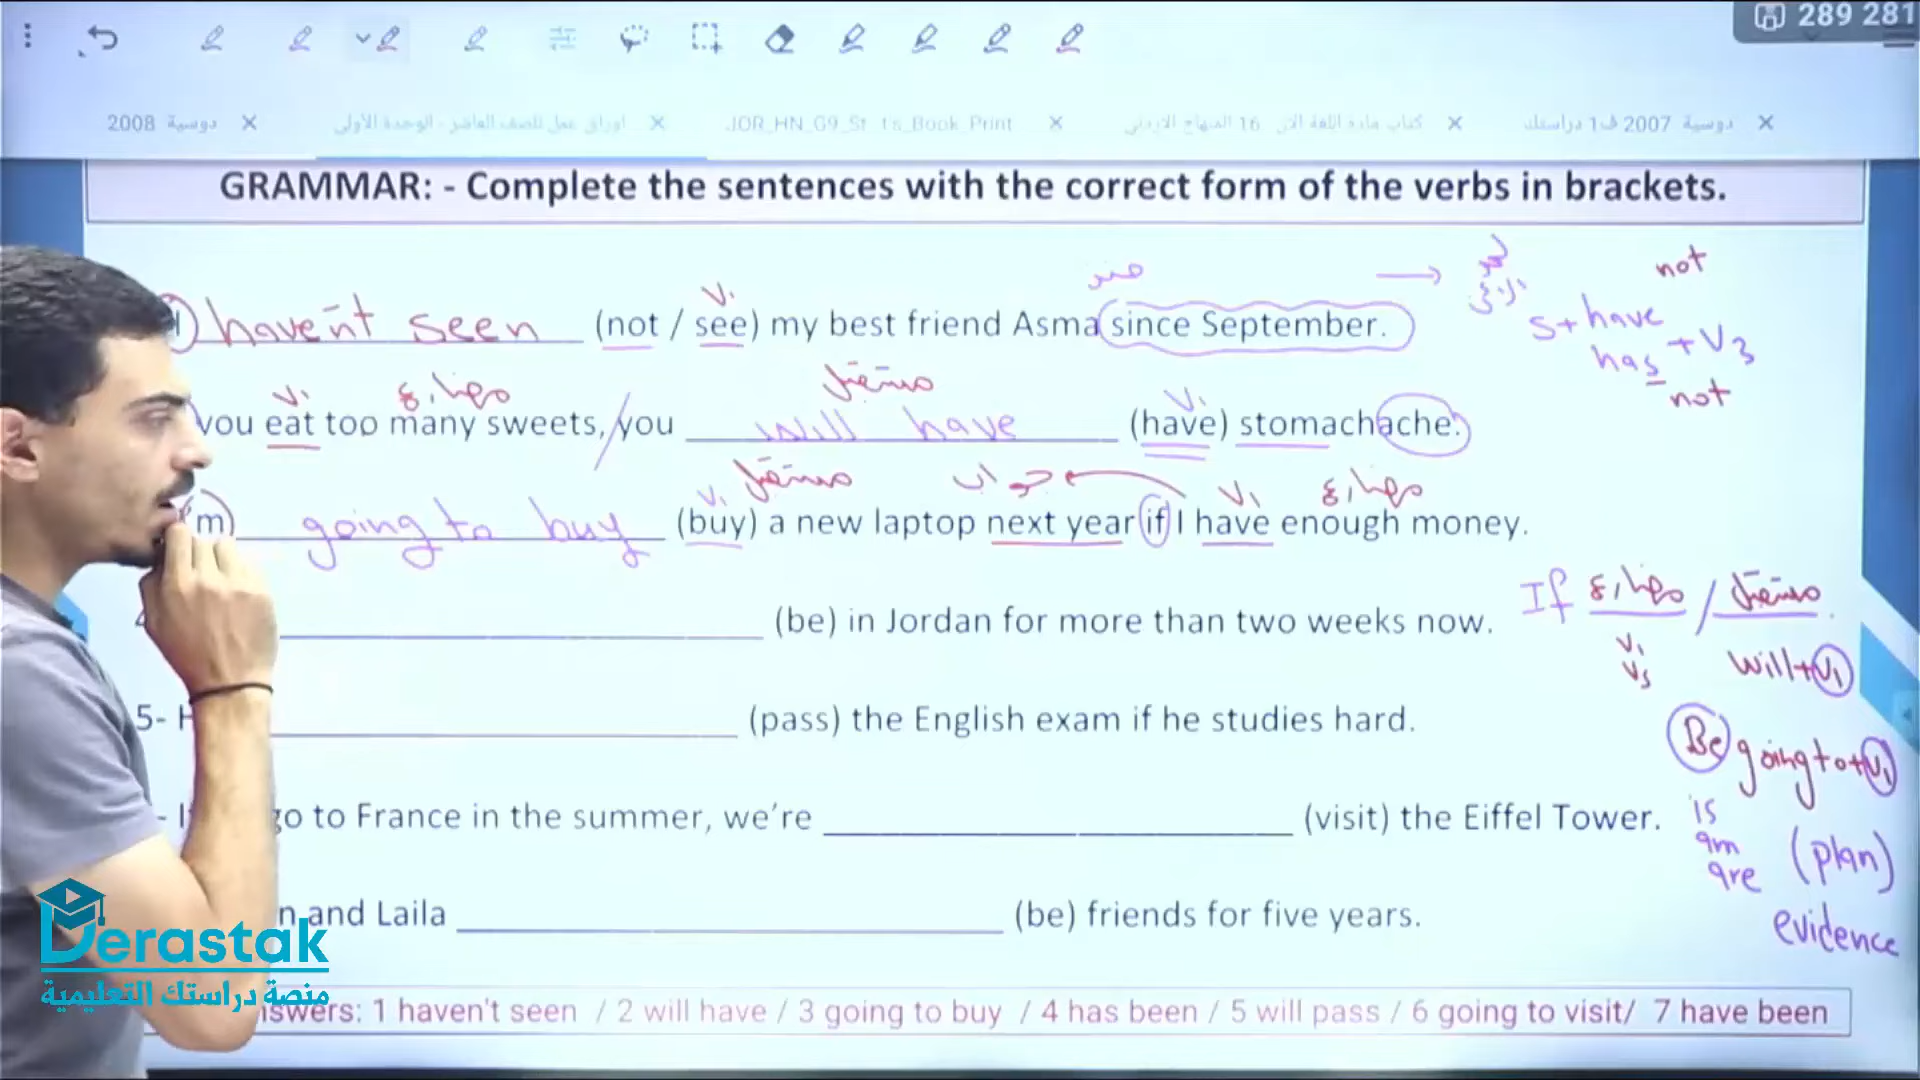 289 281
دوسية 2008 ×
اوراق عمل للصف العاشر - الوحدة الأولى ×
JOR_HN_G9_St_1's_Book_Print ×
كتاب مادة اللغة الان 16 المنهاج الاردني ×
دوسية 2007 ف1 دراستك ×
GRAMMAR: - Complete the sentences with the correct form of the verbs in brackets.
منذ
not
V1
haven't seen (not / see) my best friend Asma since September.
S + have
has + V3
not
V1 مضارع مستقبل V1
you eat too many sweets, you will have (have) stomachache.
V1 مستقبل جواب V1 مضارع
m going to buy (buy) a new laptop next year if I have enough money.
If مضارع / مستقبل
V1
Vs
will+V1
(be) in Jordan for more than two weeks now.
5- H (pass) the English exam if he studies hard.
Be going to+V1
is
am
are
(plan)
evidence
go to France in the summer, we're (visit) the Eiffel Tower.
n and Laila (be) friends for five years.
Derastak
منصة دراستك التعليمية
nswers: 1 haven't seen / 2 will have / 3 going to buy / 4 has been / 5 will pass / 6 going to visit/ 7 have been